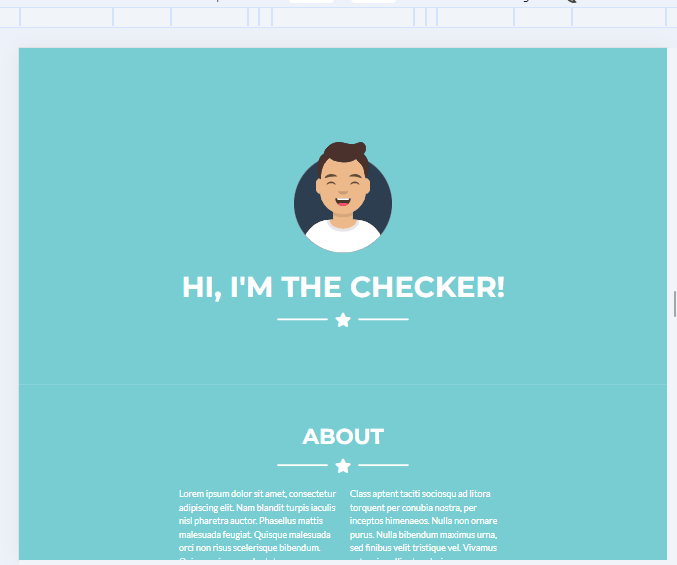 HI, I'M THE CHECKER!
ABOUT
Lorem ipsum dolor sit amet, consectetur
adipiscing elit. Nam blandit turpis iaculis
nisl pharetra auctor. Phasellus mattis
malesuada feugiat. Quisque malesuada
orci non risus scelerisque bibendum.
Class aptent taciti sociosqu ad litora
torquent per conubia nostra, per
inceptos himenaeos. Nulla non ornare
purus. Nulla bibendum maximus urna,
sed finibus velit tristique vel. Vivamus